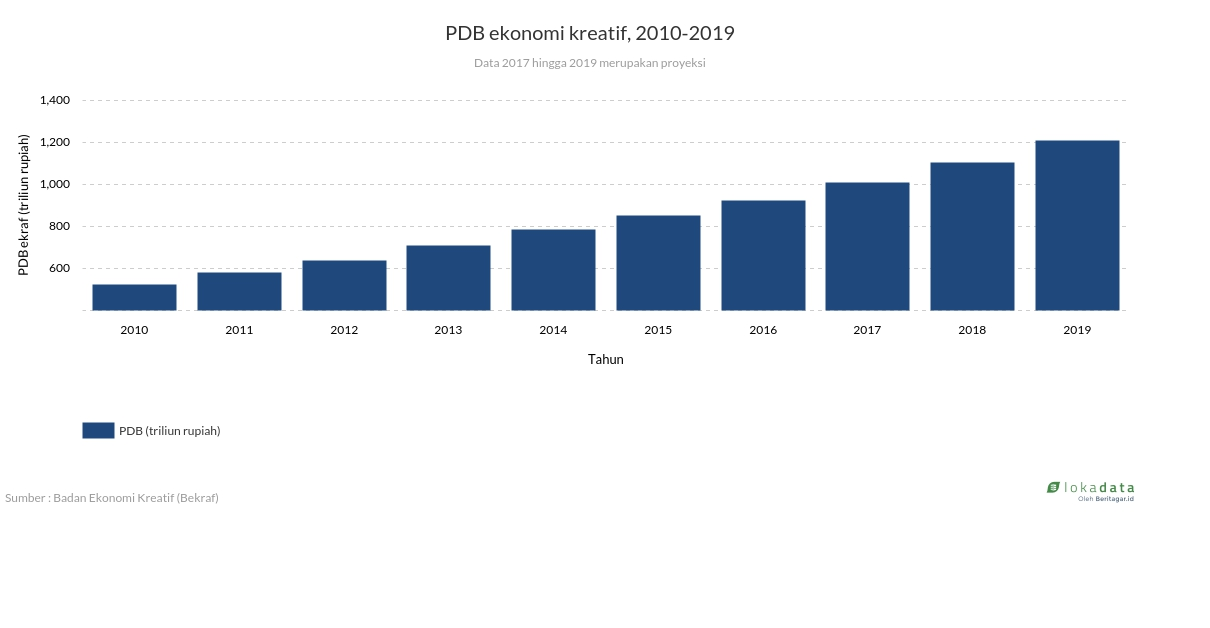 PDB ekonomi kreatif, 2010-2019
Data 2017 hingga 2019 merupakan proyeksi
PDB ekraf (triliun rupiah)
1,400
1,200
1,000
800
600
2010 2011 2012 2013 2014 2015 2016 2017 2018 2019
Tahun
PDB (triliun rupiah)
Sumber : Badan Ekonomi Kreatif (Bekraf)
lokadata
Oleh Beritagar.id